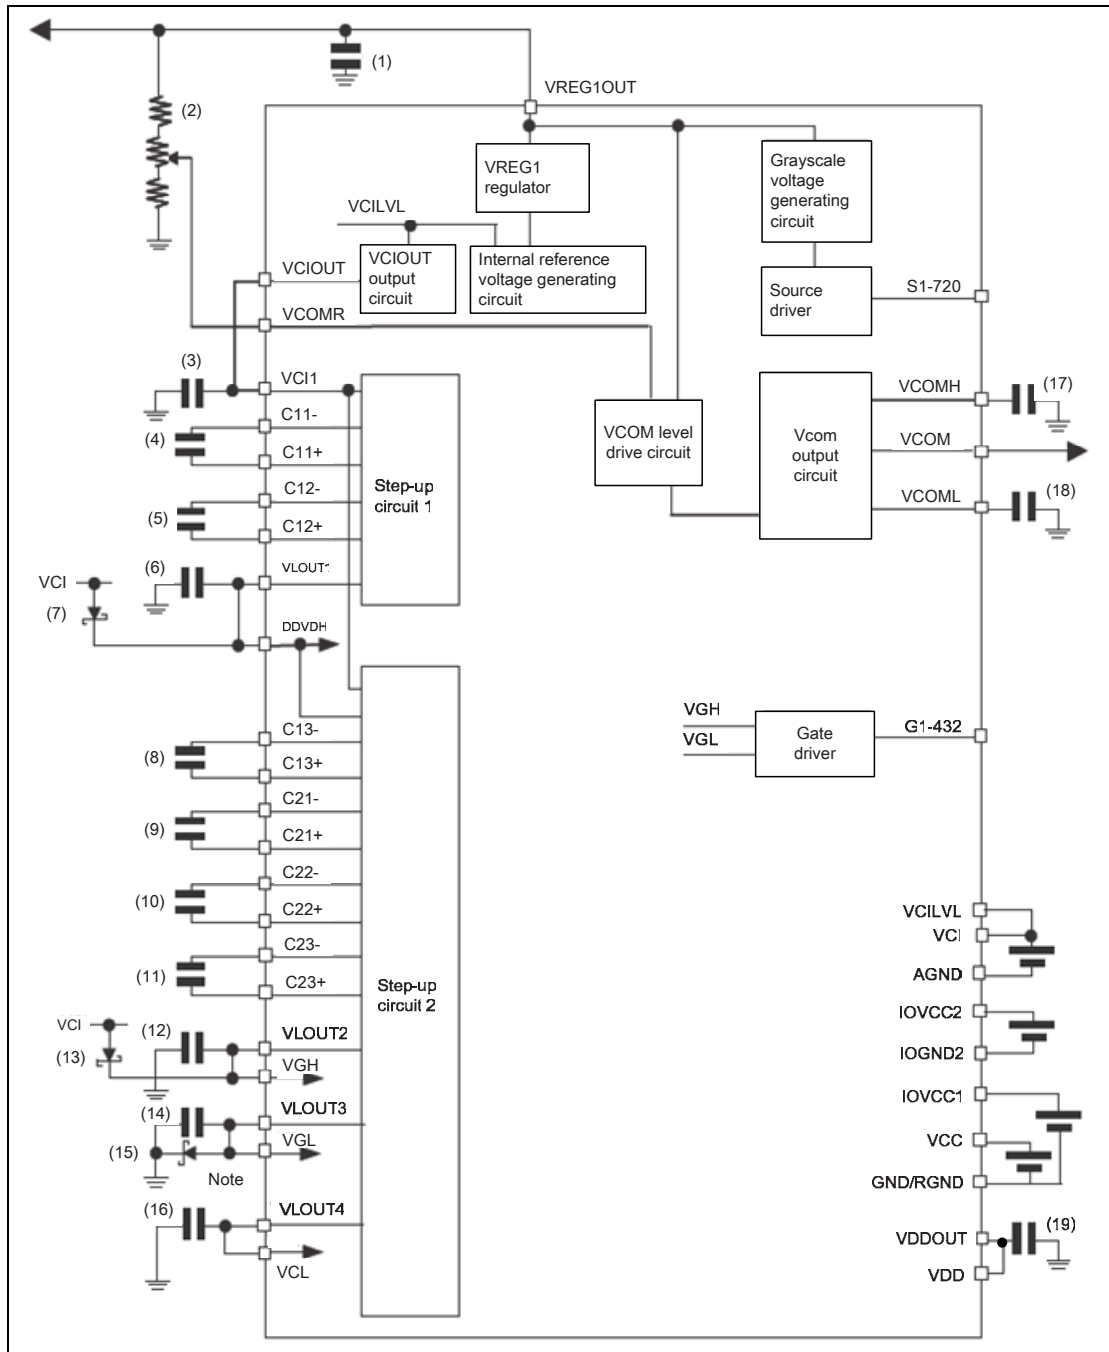 (1)
VREG1OUT
(2)
VREG1
regulator
Grayscale
voltage
generating
circuit
VCILVL
VCIOUT
VCIOUT
output
circuit
Internal reference
voltage generating
circuit
Source
driver
S1-720
VCOMR
(3)
VCI1
C11-
(4)
C11+
C12-
(5)
C12+
Step-up
circuit 1
VCOM level
drive circuit
Vcom
output
circuit
VCOMH
(17)
VCOM
VCOML
(18)
(6)
VLOUT1
VCI
(7)
DDVDH
C13-
(8)
C13+
C21-
(9)
C21+
C22-
(10)
C22+
C23-
(11)
C23+
Step-up
circuit 2
VGH
VGL
Gate
driver
G1-432
VCILVL
VCI
AGND
IOVCC2
IOGND2
IOVCC1
VCC
GND/RGND
VDDOUT
(19)
VDD
VCI
(12)
VLOUT2
(13)
VGH
(14)
VLOUT3
(15)
VGL
Note
(16)
VLOUT4
VCL